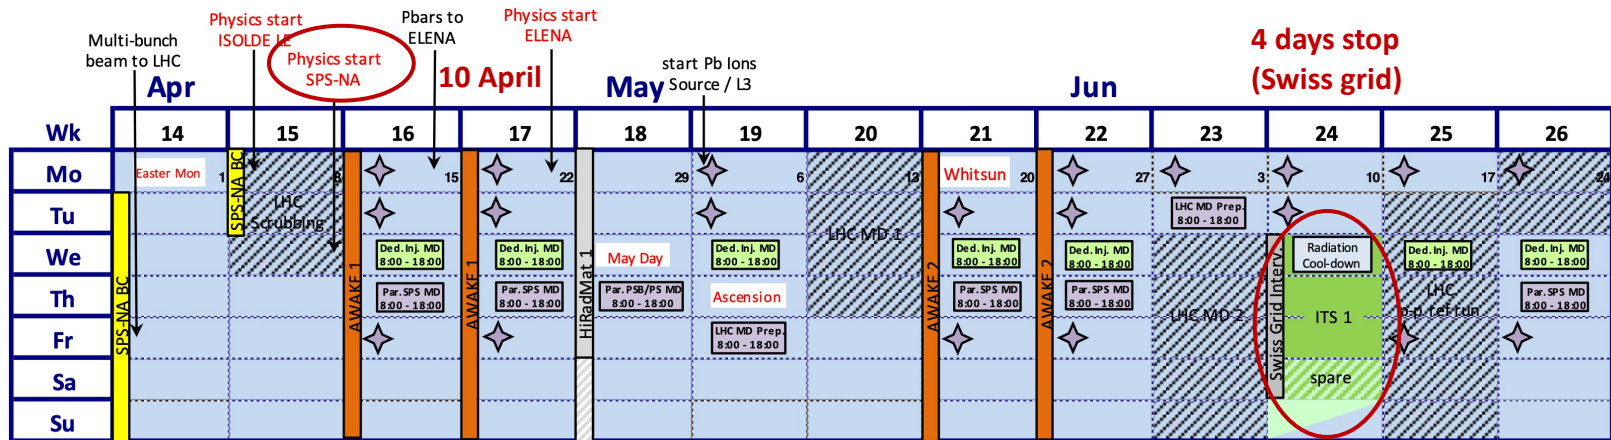 Physics start
ISOLDE LE
Physics start
SPS-NA
Multi-bunch
beam to LHC
Pbars to
ELENA
Physics start
ELENA
10 April
start Pb Ions
Source / L3
4 days stop
(Swiss grid)
Apr
May
Jun
Wk 14 15 16 17 18 19 20 21 22 23 24 25 26
Mo Easter Mon 1 8 15 22 29 6 13 Whitsun 20 27 3 10 17 24
Tu
LHC
Scrubbing
LHC MD Prep.
8:00 - 18:00
We
Ded. Inj. MD
8:00 - 18:00
Ded. Inj. MD
8:00 - 18:00
May Day
Ded. Inj. MD
8:00 - 18:00
LHC MD 1
Ded. Inj. MD
8:00 - 18:00
Ded. Inj. MD
8:00 - 18:00
Radiation
Cool-down
Ded. Inj. MD
8:00 - 18:00
Ded. Inj. MD
8:00 - 18:00
Th
Par. SPS MD
8:00 - 18:00
Par. SPS MD
8:00 - 18:00
Par. PSB/PS MD
8:00 - 18:00
Ascension
Par. SPS MD
8:00 - 18:00
Par. SPS MD
8:00 - 18:00
LHC MD 2
ITS 1
LHC
p-p ref run
Par. SPS MD
8:00 - 18:00
Fr
LHC MD Prep.
8:00 - 18:00
Sa
spare
Su
SPS-NA BC
SPS-NA BC
AWAKE 1
AWAKE 1
HiRadMat 1
AWAKE 2
AWAKE 2
Swiss Grid Interv.